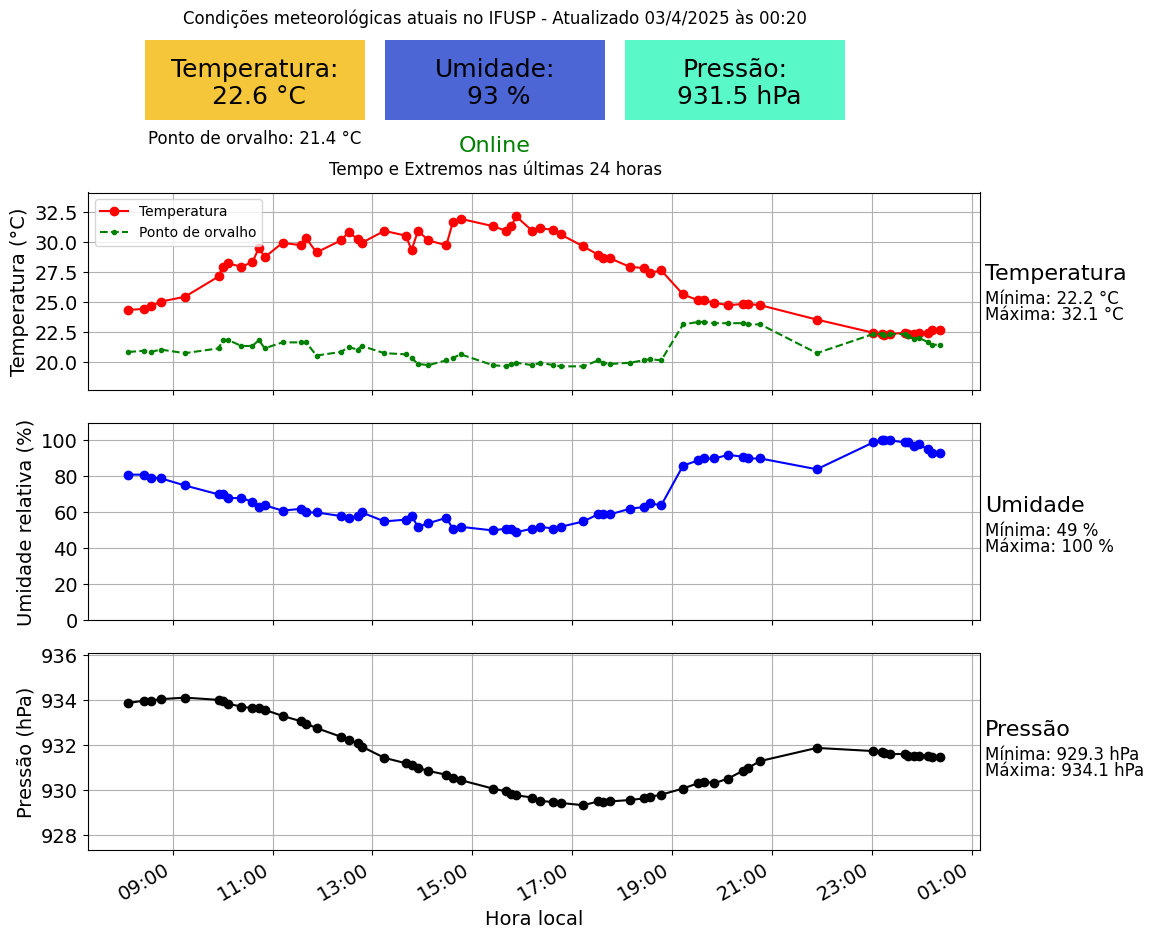 Condições meteorológicas atuais no IFUSP - Atualizado 03/4/2025 às 00:20
Temperatura:
22.6 °C
Umidade:
93 %
Pressão:
931.5 hPa
Ponto de orvalho: 21.4 °C
Online
Tempo e Extremos nas últimas 24 horas
Temperatura (°C)
32.5
30.0
27.5
25.0
22.5
20.0
Temperatura
Ponto de orvalho
Temperatura
Mínima: 22.2 °C
Máxima: 32.1 °C
Umidade relativa (%)
100
80
60
40
20
0
Umidade
Mínima: 49 %
Máxima: 100 %
Pressão (hPa)
936
934
932
930
928
Pressão
Mínima: 929.3 hPa
Máxima: 934.1 hPa
09:00
11:00
13:00
15:00
17:00
19:00
21:00
23:00
01:00
Hora local